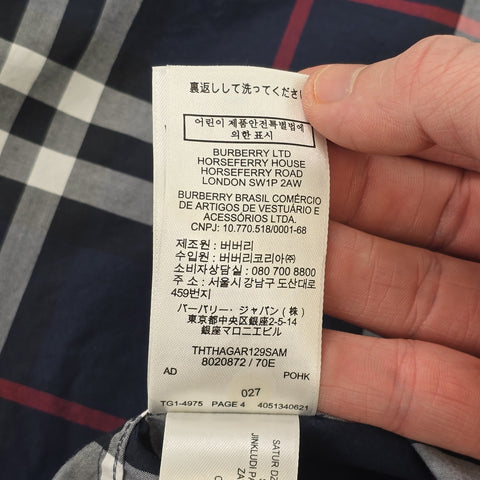 裏返しして洗ってください
어린이 제품안전특별법에
의한 표시
BURBERRY LTD
HORSEFERRY HOUSE
HORSEFERRY ROAD
LONDON SW1P 2AW
BURBERRY BRASIL COMÉRCIO
DE ARTIGOS DE VESTUÁRIO E
ACESSÓRIOS LTDA.
CNPJ: 10.770.518/0001-68
제조원 : 버버리
수입원 : 버버리코리아㈜
소비자상담실 : 080 700 8800
주 소 : 서울시 강남구 도산대로
459번지
バーバリー・ジャパン(株)
東京都中央区銀座2-5-14
銀座マロニエビル
THTHAGAR129SAM
8020872 / 70E
AD POHK
027
TG1-4975 PAGE 4 4051340621
SATUR
JINKLUDI